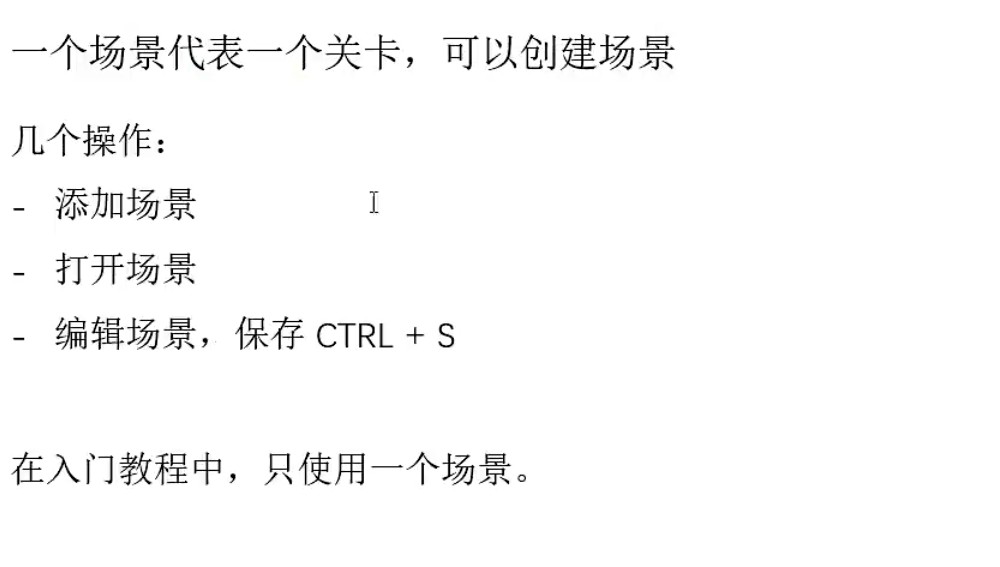 一个场景代表一个关卡，可以创建场景
几个操作：
- 添加场景
- 打开场景
- 编辑场景，保存 CTRL + S
在入门教程中，只使用一个场景。